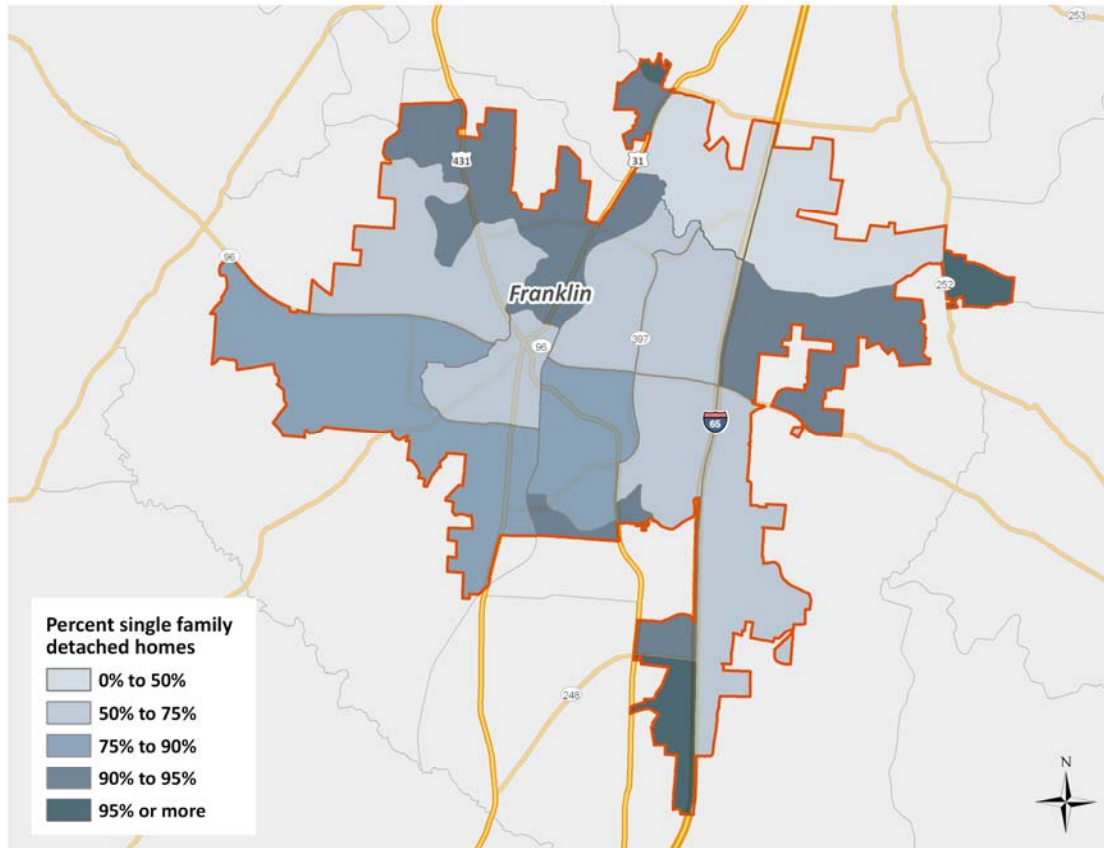 253
431
31
96
252
Franklin
96
397
65
248
Percent single family
detached homes
0% to 50%
50% to 75%
75% to 90%
90% to 95%
95% or more
N